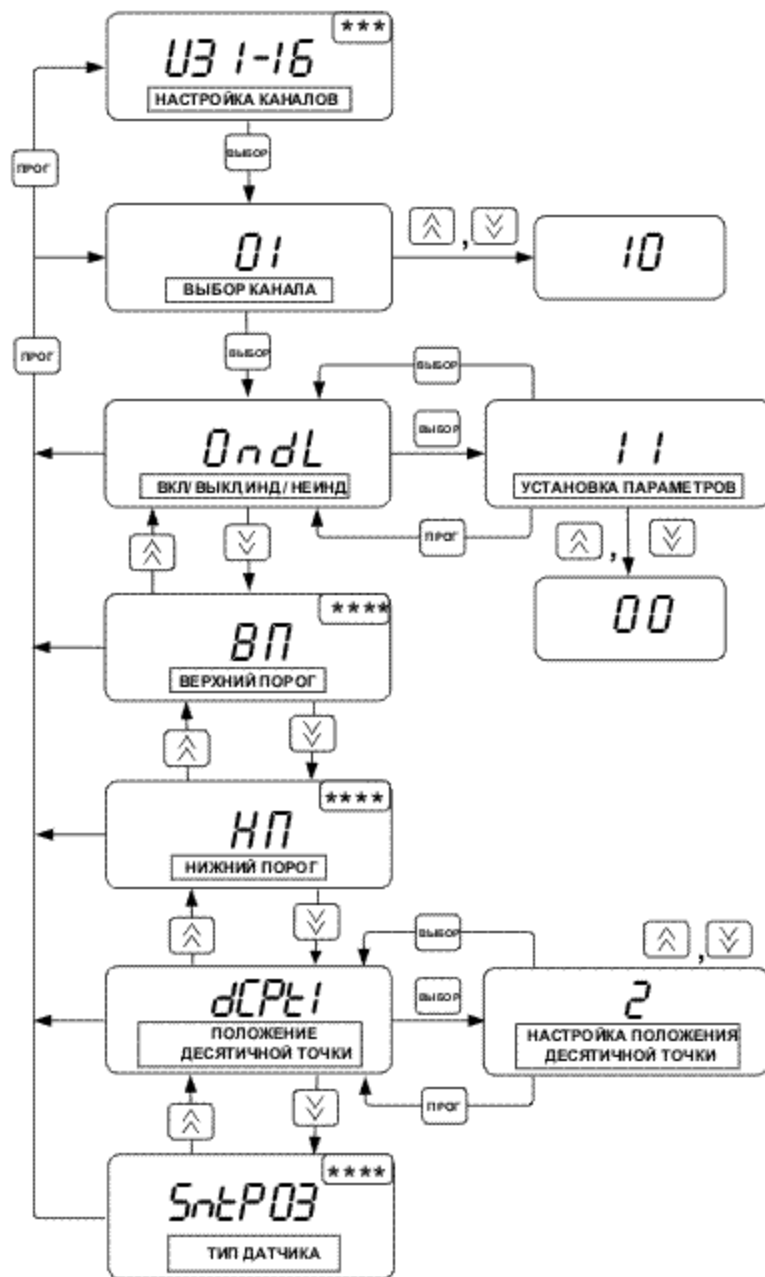 ***
U31-16
НАСТРОЙКА КАНАЛОВ
ПРОГ
ВЫБОР
01
ВЫБОР КАНАЛА
,
10
ПРОГ
ВЫБОР
ВЫБОР
OndL
ВКЛ/ ВЫКЛ,ИНД / НЕИНД
ВЫБОР
11
УСТАНОВКА ПАРАМЕТРОВ
ПРОГ
,
00
****
ВП
ВЕРХНИЙ ПОРОГ
****
НП
НИЖНИЙ ПОРОГ
ВЫБОР
,
dCPt1
ПОЛОЖЕНИЕ
ДЕСЯТИЧНОЙ ТОЧКИ
ВЫБОР
2
НАСТРОЙКА ПОЛОЖЕНИЯ
ДЕСЯТИЧНОЙ ТОЧКИ
ПРОГ
****
SntP03
ТИП ДАТЧИКА